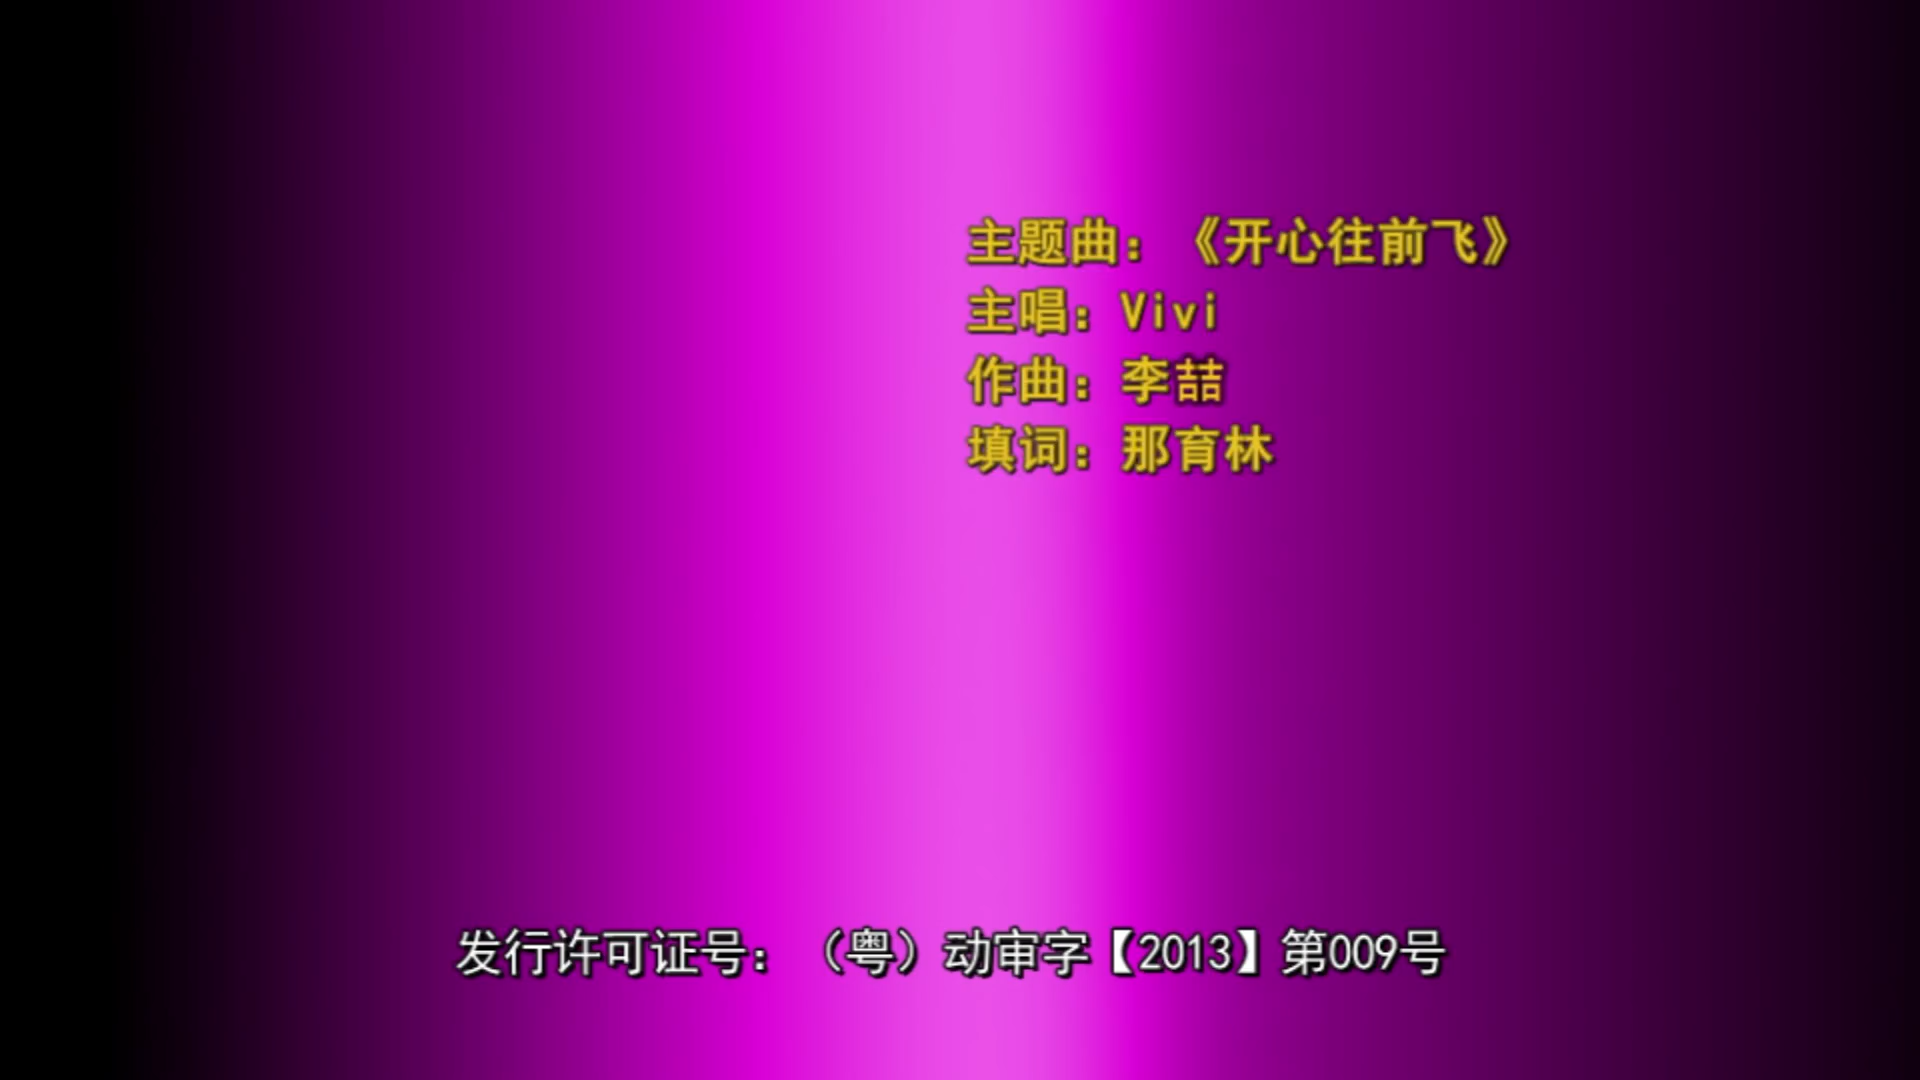 主题曲：《开心往前飞》
主唱：Vivi
作曲：李喆
填词：那育林
发行许可证号：（粤）动审字【2013】第009号